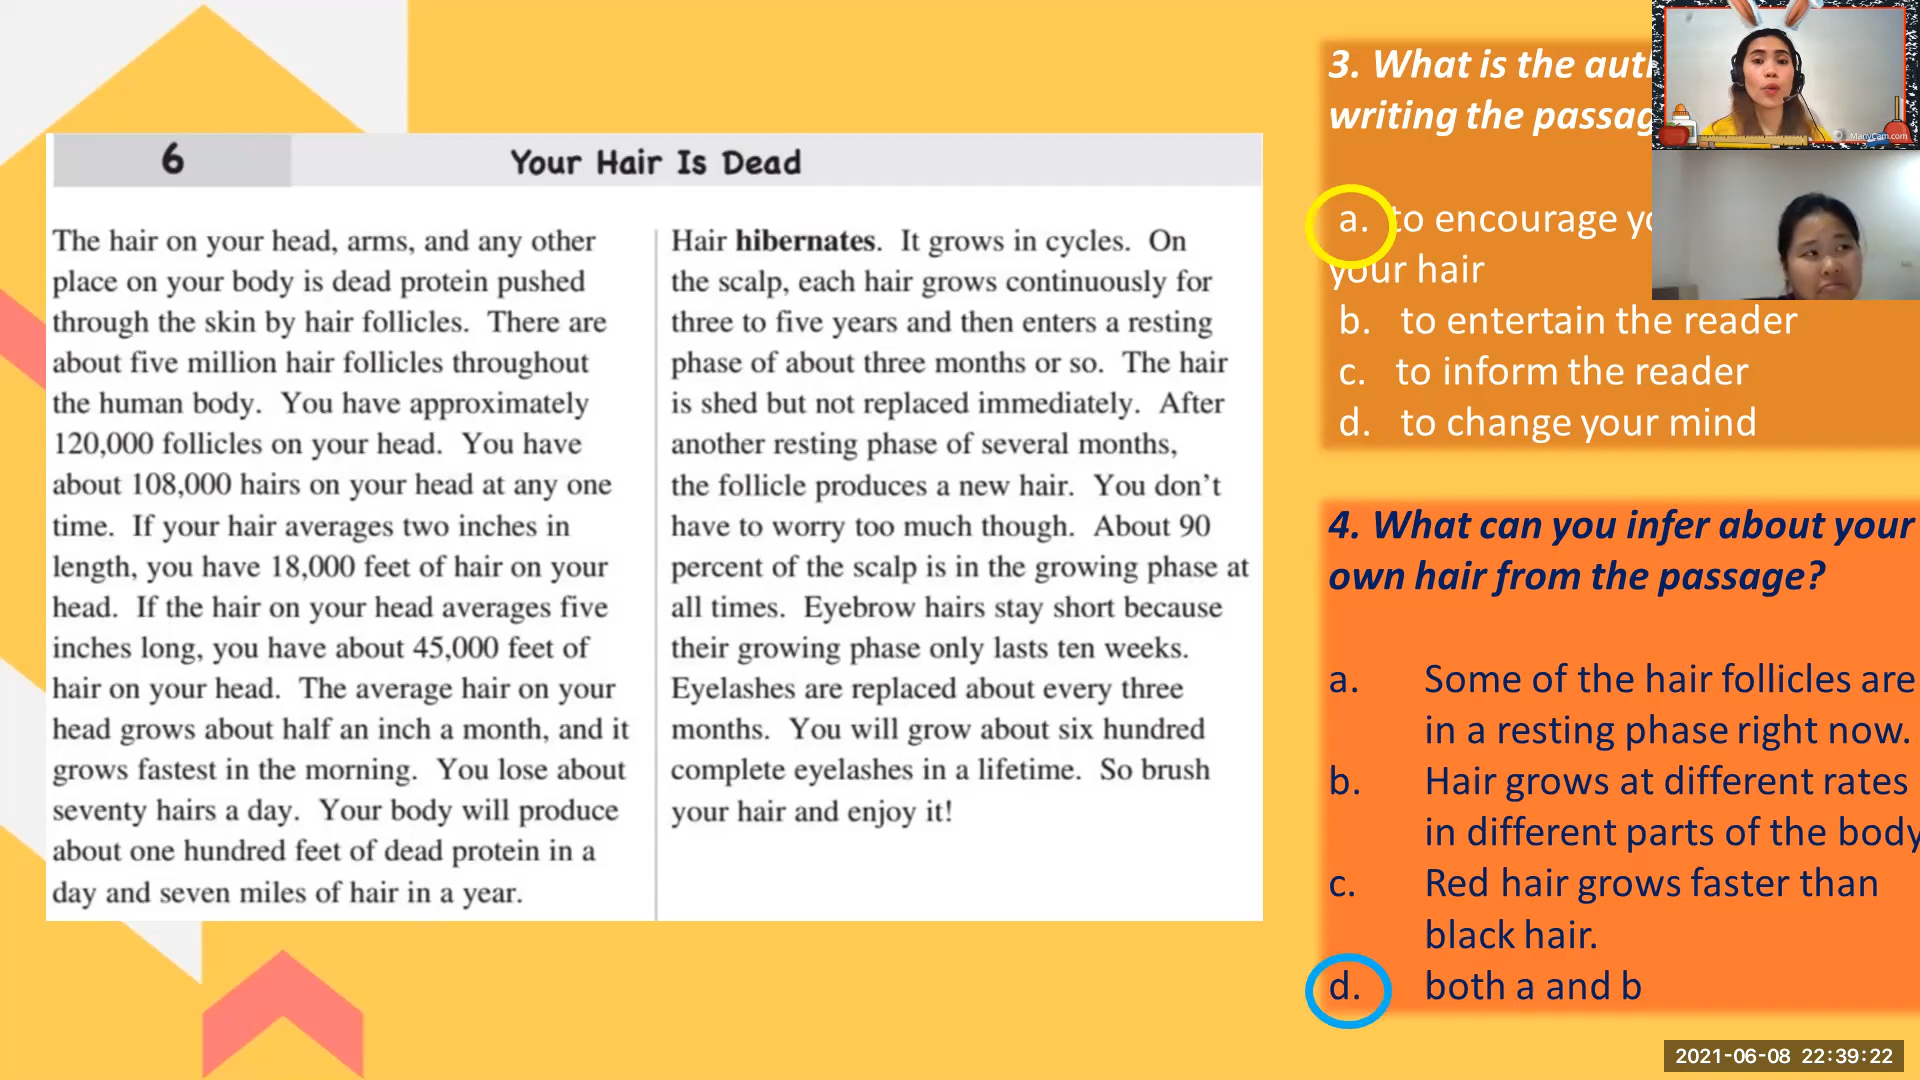 6
Your Hair Is Dead
The hair on your head, arms, and any other
place on your body is dead protein pushed
through the skin by hair follicles. There are
about five million hair follicles throughout
the human body. You have approximately
120,000 follicles on your head. You have
about 108,000 hairs on your head at any one
time. If your hair averages two inches in
length, you have 18,000 feet of hair on your
head. If the hair on your head averages five
inches long, you have about 45,000 feet of
hair on your head. The average hair on your
head grows about half an inch a month, and it
grows fastest in the morning. You lose about
seventy hairs a day. Your body will produce
about one hundred feet of dead protein in a
day and seven miles of hair in a year.
Hair hibernates. It grows in cycles. On
the scalp, each hair grows continuously for
three to five years and then enters a resting
phase of about three months or so. The hair
is shed but not replaced immediately. After
another resting phase of several months,
the follicle produces a new hair. You don't
have to worry too much though. About 90
percent of the scalp is in the growing phase at
all times. Eyebrow hairs stay short because
their growing phase only lasts ten weeks.
Eyelashes are replaced about every three
months. You will grow about six hundred
complete eyelashes in a lifetime. So brush
your hair and enjoy it!
3. What is the
writing the
a. to encourage
your hair
b. to entertain the reader
c. to inform the reader
d. to change your mind
4. What can you infer about your
own hair from the passage?
a. Some of the hair follicles are
in a resting phase right now.
b. Hair grows at different rates
in different parts of the body
c. Red hair grows faster than
black hair.
d. both a and b
ManyCam.com
2021-06-08 22:39:22